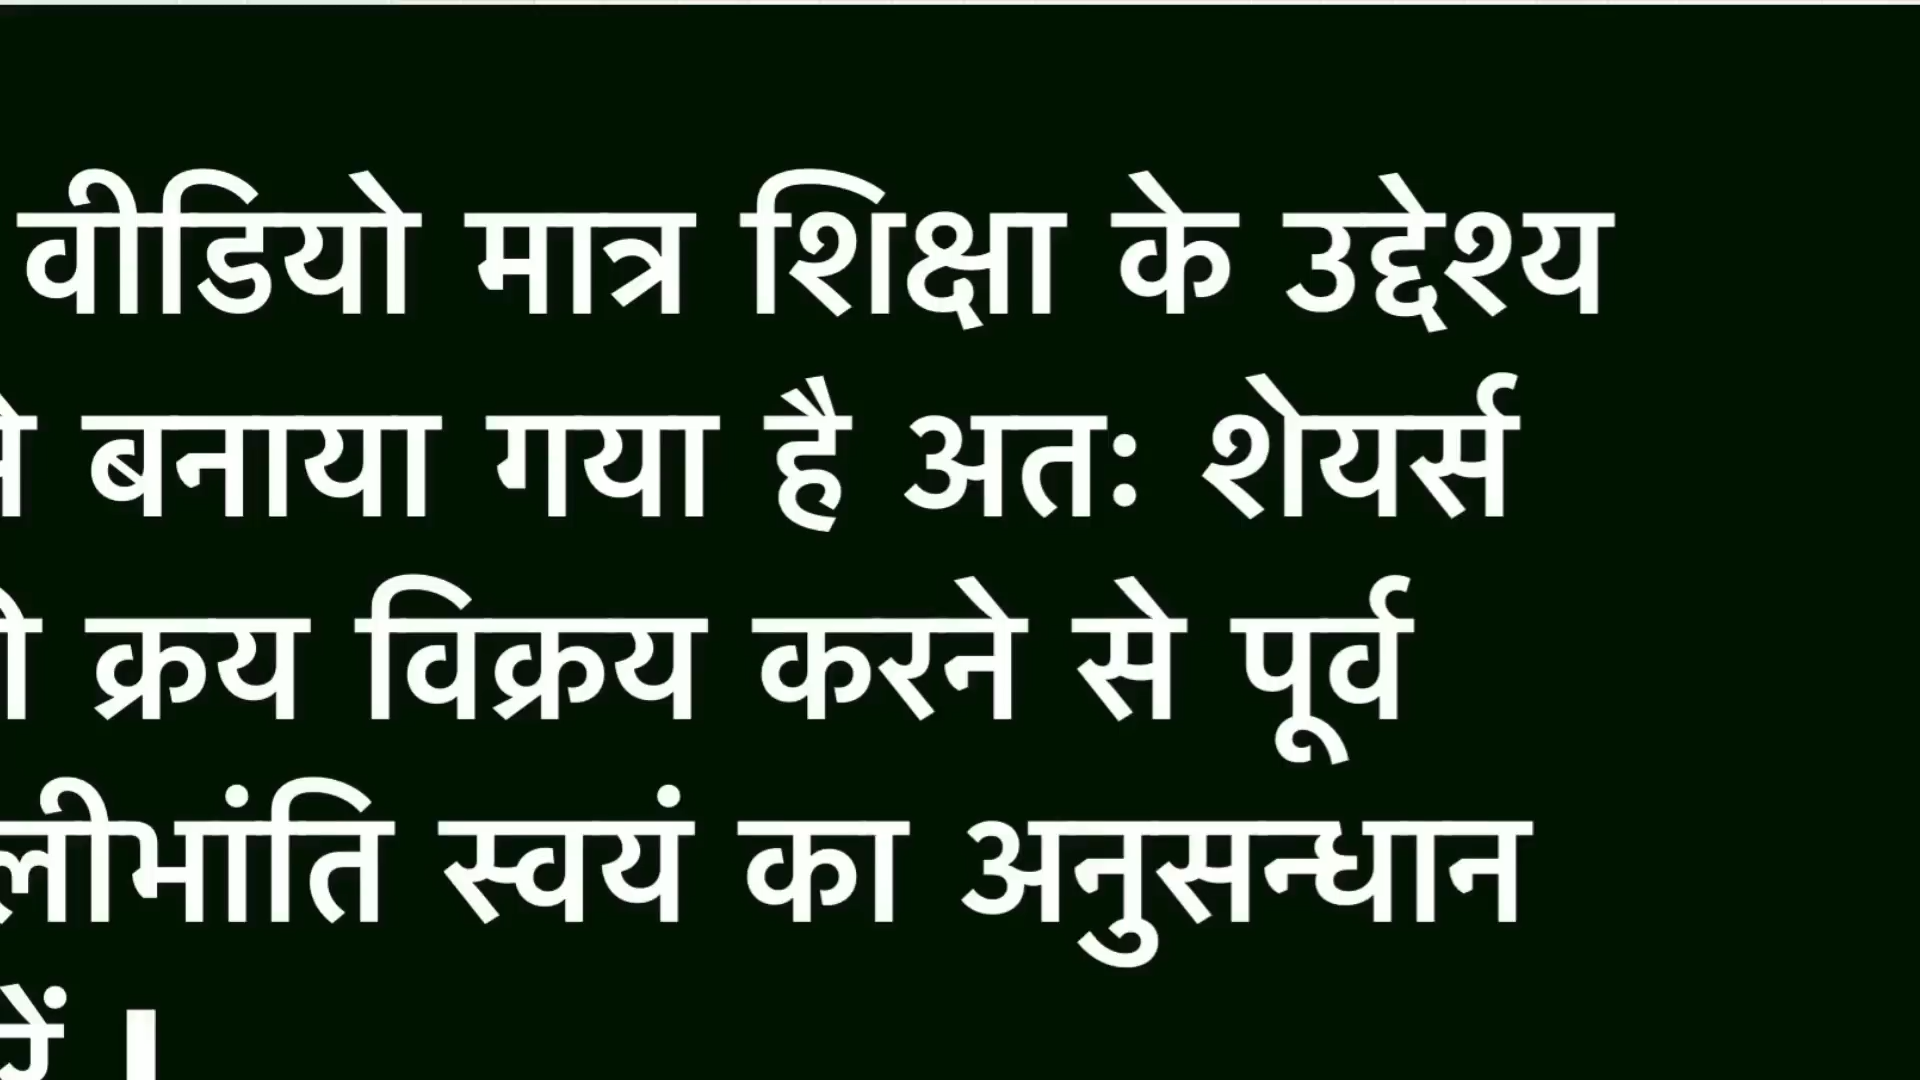 वीडियो मात्र शिक्षा के उद्देश्य
बनाया गया है अतः शेयर्स
क्रय विक्रय करने से पूर्व
लीभांति स्वयं का अनुसन्धान
रें ।